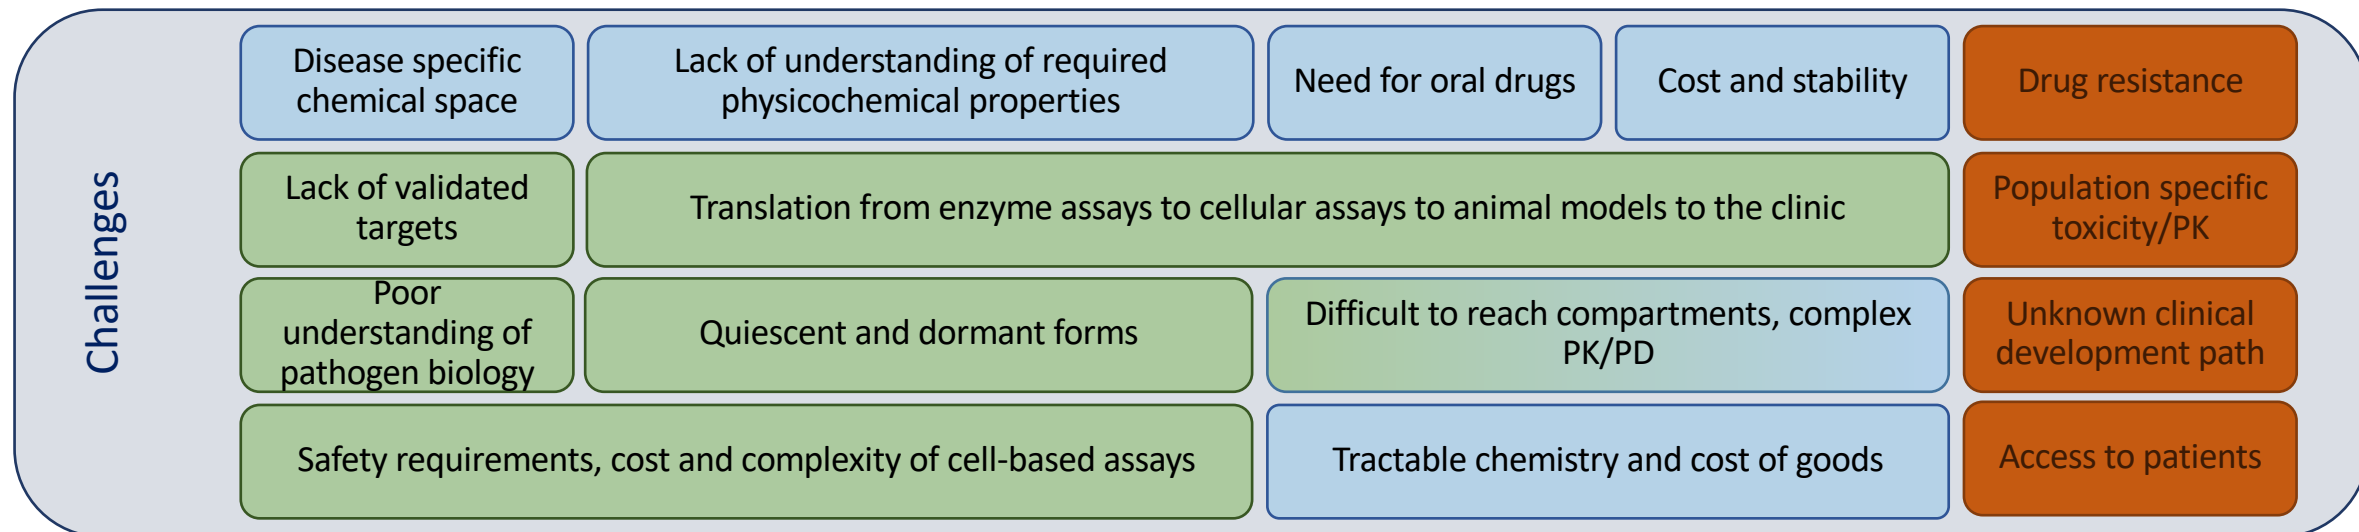 Challenges
Disease specific
chemical space
Lack of understanding of required
physicochemical properties
Need for oral drugs
Cost and stability
Drug resistance
Lack of validated
targets
Translation from enzyme assays to cellular assays to animal models to the clinic
Population specific
toxicity/PK
Poor
understanding of
pathogen biology
Quiescent and dormant forms
Difficult to reach compartments, complex
PK/PD
Unknown clinical
development path
Safety requirements, cost and complexity of cell-based assays
Tractable chemistry and cost of goods
Access to patients